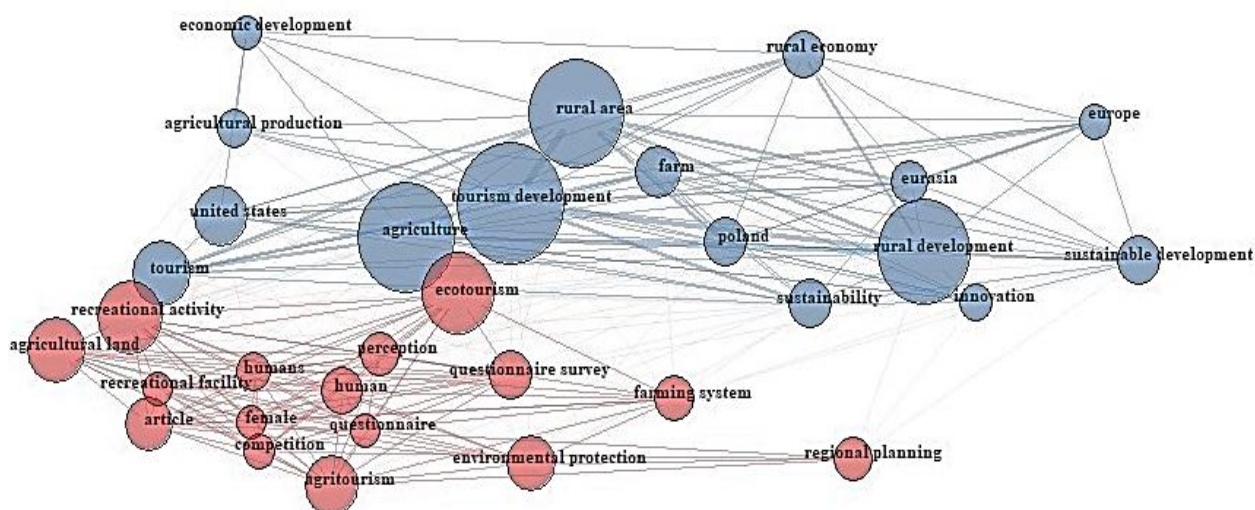 economic development
rural economy
rural area
europe
agricultural production
farm
eurasia
tourism development
united states
agriculture
poland
rural development
sustainable development
tourism
ecotourism
sustainability
innovation
recreational activity
agricultural land
perception
humans
questionnaire survey
recreational facility
human
farming system
article
female
questionnaire
competition
environmental protection
regional planning
agritourism